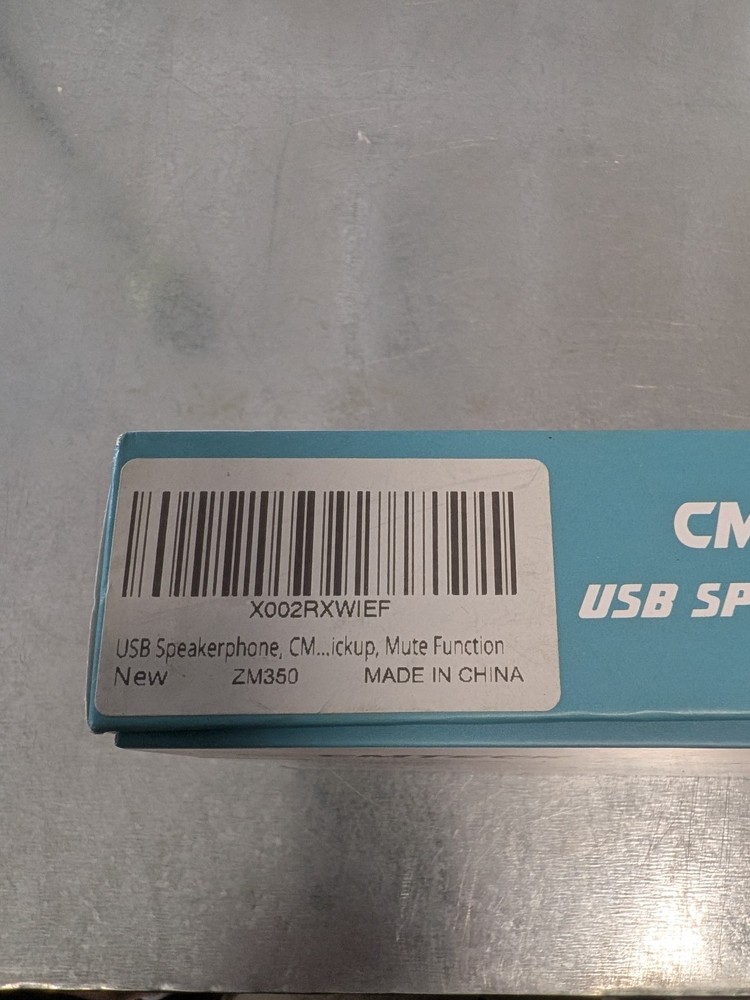 X002RXWIEF
USB Speakerphone, CM...ickup, Mute Function
New ZM350 MADE IN CHINA
CM
USB SP